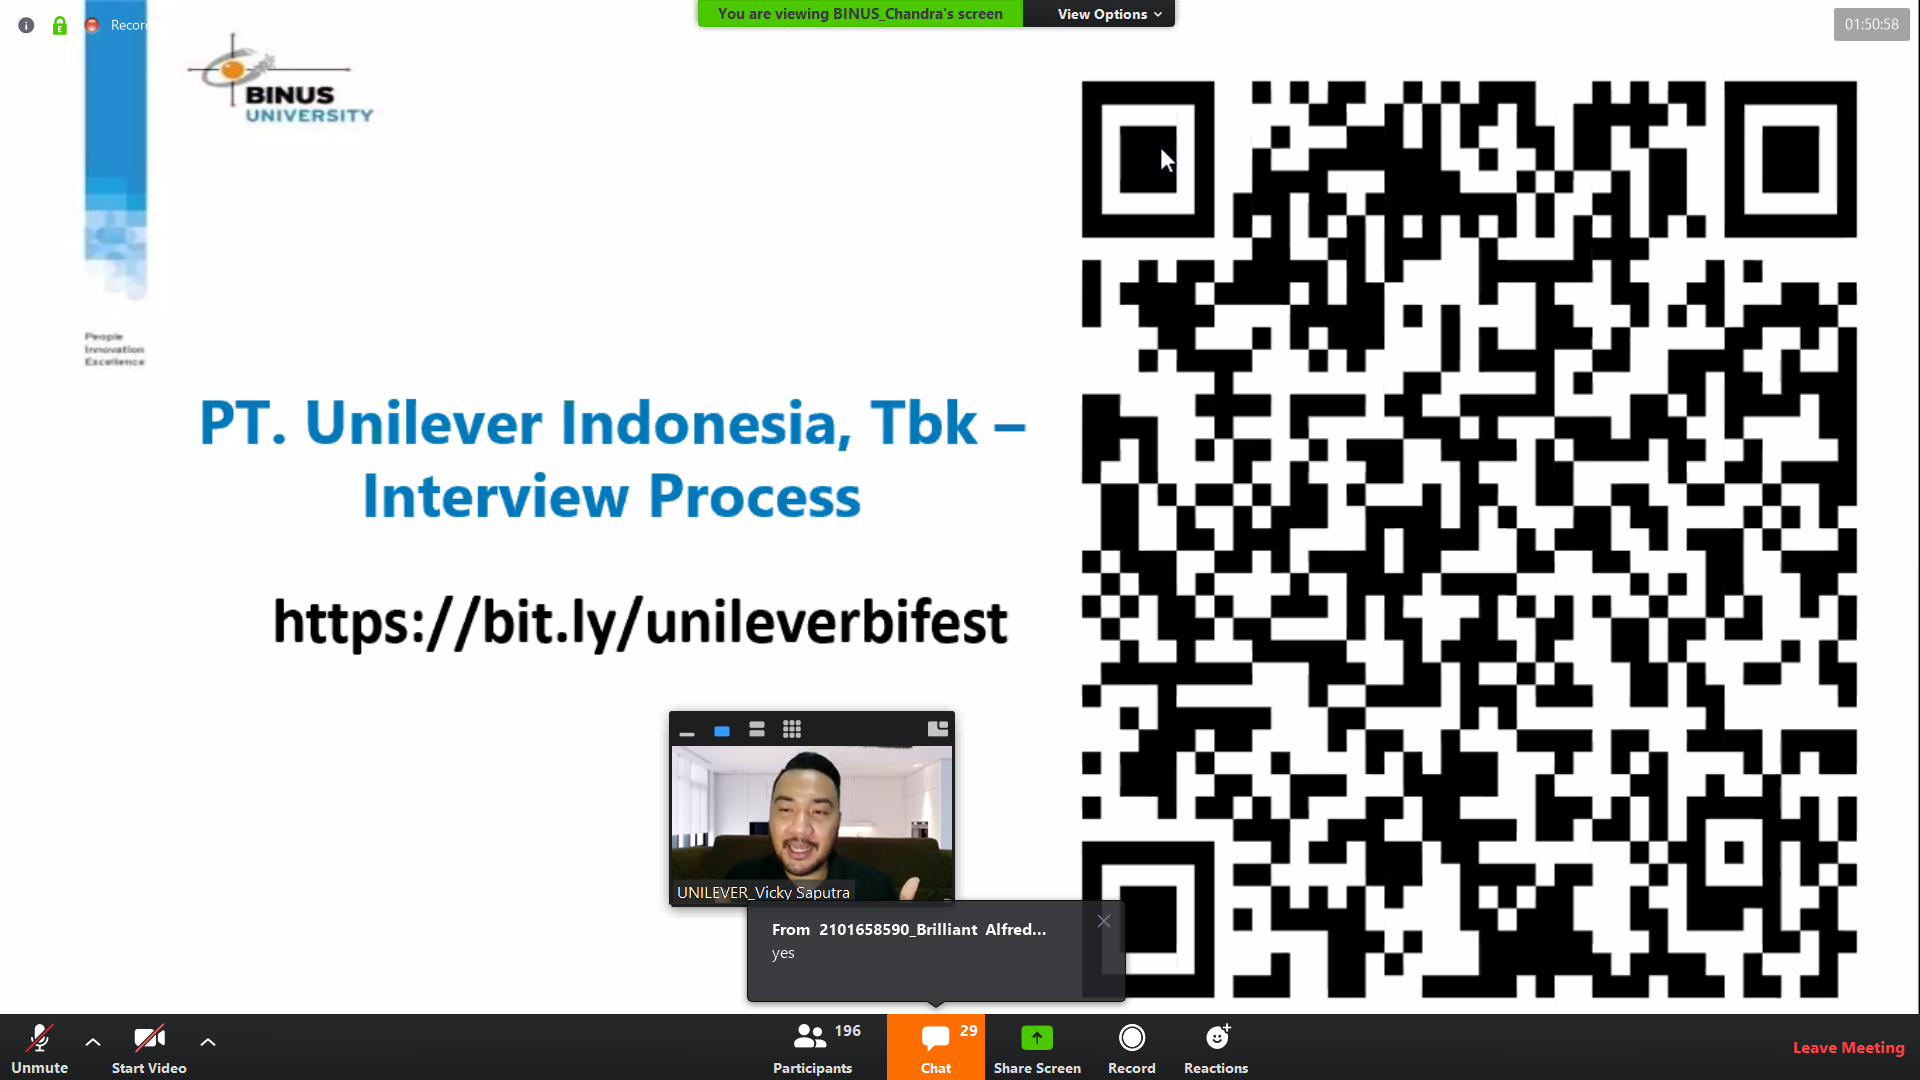 Record
You are viewing BINUS_Chandra's screen
View Options
01:50:58
BINUS
UNIVERSITY
People
Innovation
Excellence
PT. Unilever Indonesia, Tbk –
Interview Process
https://bit.ly/unileverbifest
UNILEVER_Vicky Saputra
From 2101658590_Brilliant Alfred...
yes
Unmute
Start Video
196
Participants
29
Chat
Share Screen
Record
Reactions
Leave Meeting